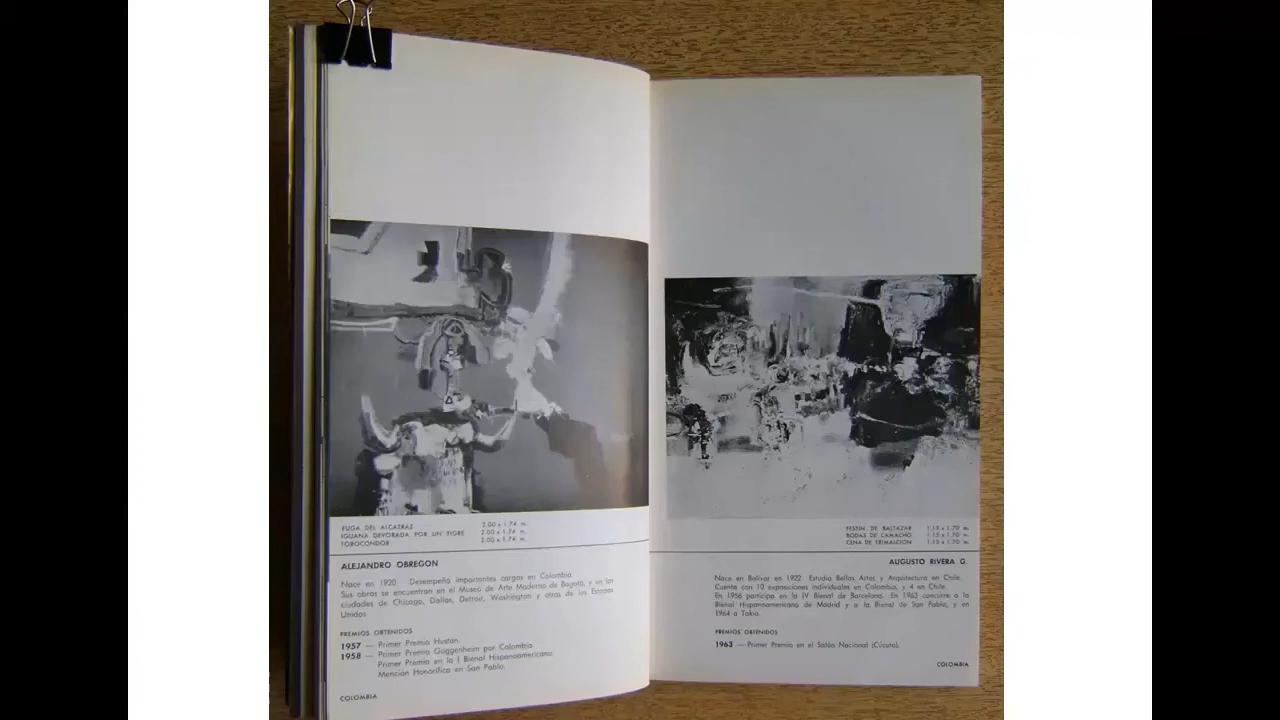 FUGA DEL ALCATRAZ 2.00 x 1.74 m.
IGUANA DEVORADA POR UN TIGRE 2.00 x 1.74 m.
TOROCONDOR 2.00 x 1.74 m.
ALEJANDRO OBREGON
Nace en 1920. Desempeña importantes cargos en Colombia
Sus obras se encuentran en el Museo de Arte Moderno de Bogotá, y en las
ciudades de Chicago, Dallas, Detroit, Washington y otras de los Estados
Unidos
PREMIOS OBTENIDOS
1957 — Primer Premio Hustan.
1958 — Primer Premio Guggenheim por Colombia
Primer Premio en la I Bienal Hispanoamericana.
Mención Honorífica en San Pablo.
COLOMBIA
FESTIN DE BALTAZAR 1.15 x 1.70 m.
BODAS DE CAMACHO 1.15 x 1.70 m.
CENA DE TRIMALCION 1.15 x 1.70 m.
AUGUSTO RIVERA G.
Nace en Bolívar en 1922. Estudia Bellas Artes y Arquitectura en Chile.
Cuenta con 10 exposiciones individuales en Colombia, y 4 en Chile.
En 1956 participa en la IV Bienal de Barcelona. En 1963 concurre a la
Bienal Hispanoamericana de Madrid y a la Bienal de San Pablo, y en
1964 a Tokio.
PREMIOS OBTENIDOS
1963 — Primer Premio en el Salón Nacional (Cúcuta).
COLOMBIA